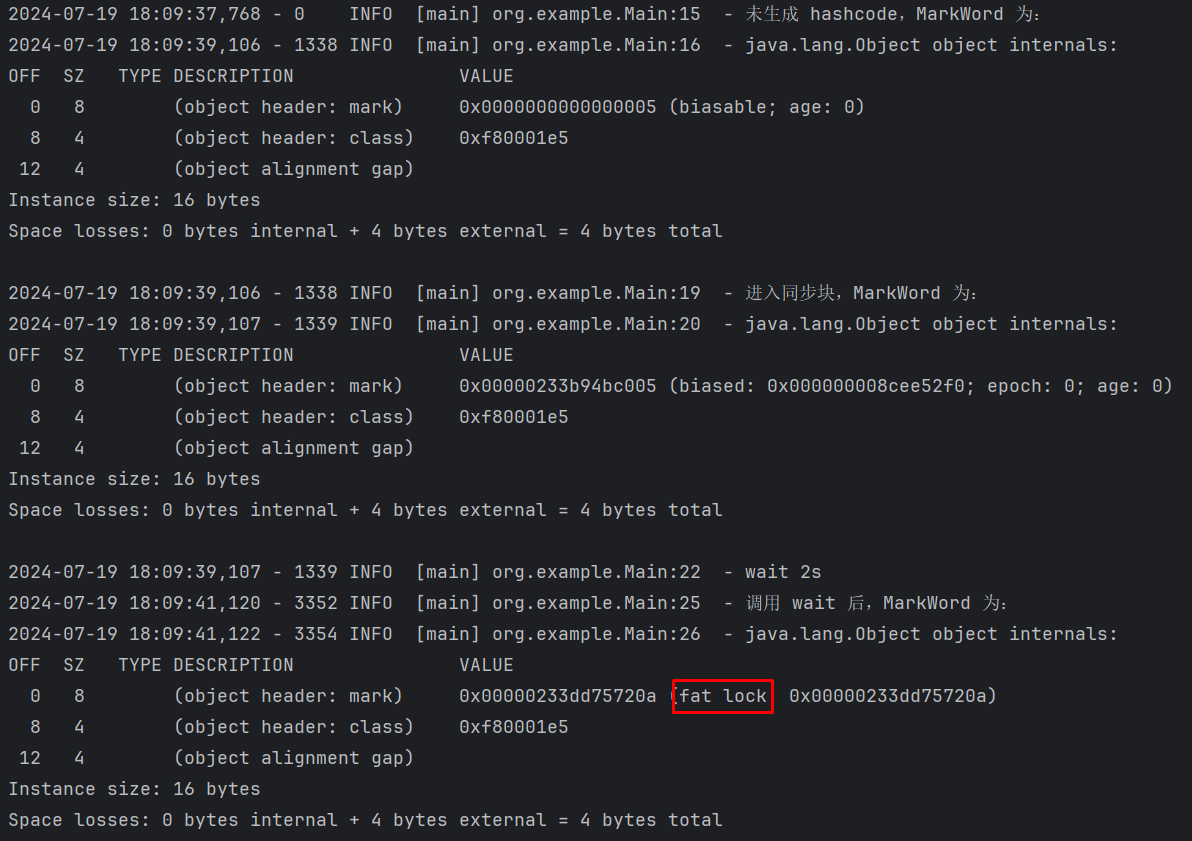 2024-07-19 18:09:37,768 - 0    INFO  [main] org.example.Main:15  - 未生成 hashcode，MarkWord 为：
2024-07-19 18:09:39,106 - 1338 INFO  [main] org.example.Main:16  - java.lang.Object object internals:
OFF  SZ   TYPE DESCRIPTION               VALUE
  0   8        (object header: mark)     0x0000000000000005 (biasable; age: 0)
  8   4        (object header: class)    0xf80001e5
 12   4        (object alignment gap)
Instance size: 16 bytes
Space losses: 0 bytes internal + 4 bytes external = 4 bytes total
2024-07-19 18:09:39,106 - 1338 INFO  [main] org.example.Main:19  - 进入同步块，MarkWord 为：
2024-07-19 18:09:39,107 - 1339 INFO  [main] org.example.Main:20  - java.lang.Object object internals:
OFF  SZ   TYPE DESCRIPTION               VALUE
  0   8        (object header: mark)     0x00000233b94bc005 (biased: 0x000000008cee52f0; epoch: 0; age: 0)
  8   4        (object header: class)    0xf80001e5
 12   4        (object alignment gap)
Instance size: 16 bytes
Space losses: 0 bytes internal + 4 bytes external = 4 bytes total
2024-07-19 18:09:39,107 - 1339 INFO  [main] org.example.Main:22  - wait 2s
2024-07-19 18:09:41,120 - 3352 INFO  [main] org.example.Main:25  - 调用 wait 后，MarkWord 为：
2024-07-19 18:09:41,122 - 3354 INFO  [main] org.example.Main:26  - java.lang.Object object internals:
OFF  SZ   TYPE DESCRIPTION               VALUE
  0   8        (object header: mark)     0x00000233dd75720a (fat lock  0x00000233dd75720a)
  8   4        (object header: class)    0xf80001e5
 12   4        (object alignment gap)
Instance size: 16 bytes
Space losses: 0 bytes internal + 4 bytes external = 4 bytes total